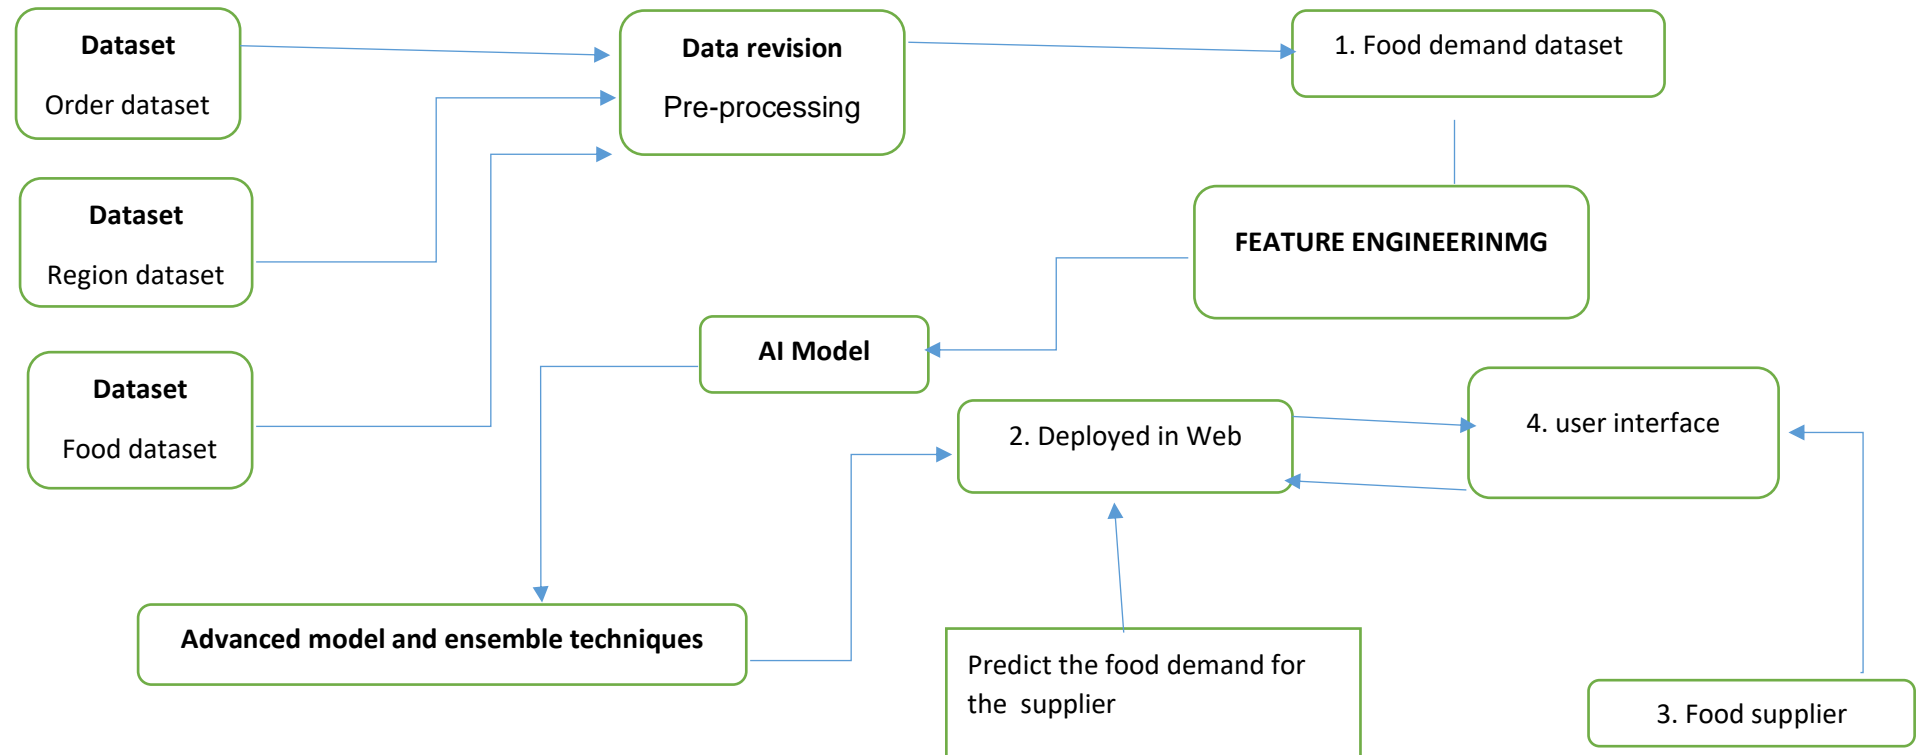 Dataset
Order dataset
Data revision
Pre-processing
1. Food demand dataset
Dataset
Region dataset
FEATURE ENGINEERINMG
AI Model
Dataset
Food dataset
2. Deployed in Web
4. user interface
Advanced model and ensemble techniques
Predict the food demand for
the supplier
3. Food supplier